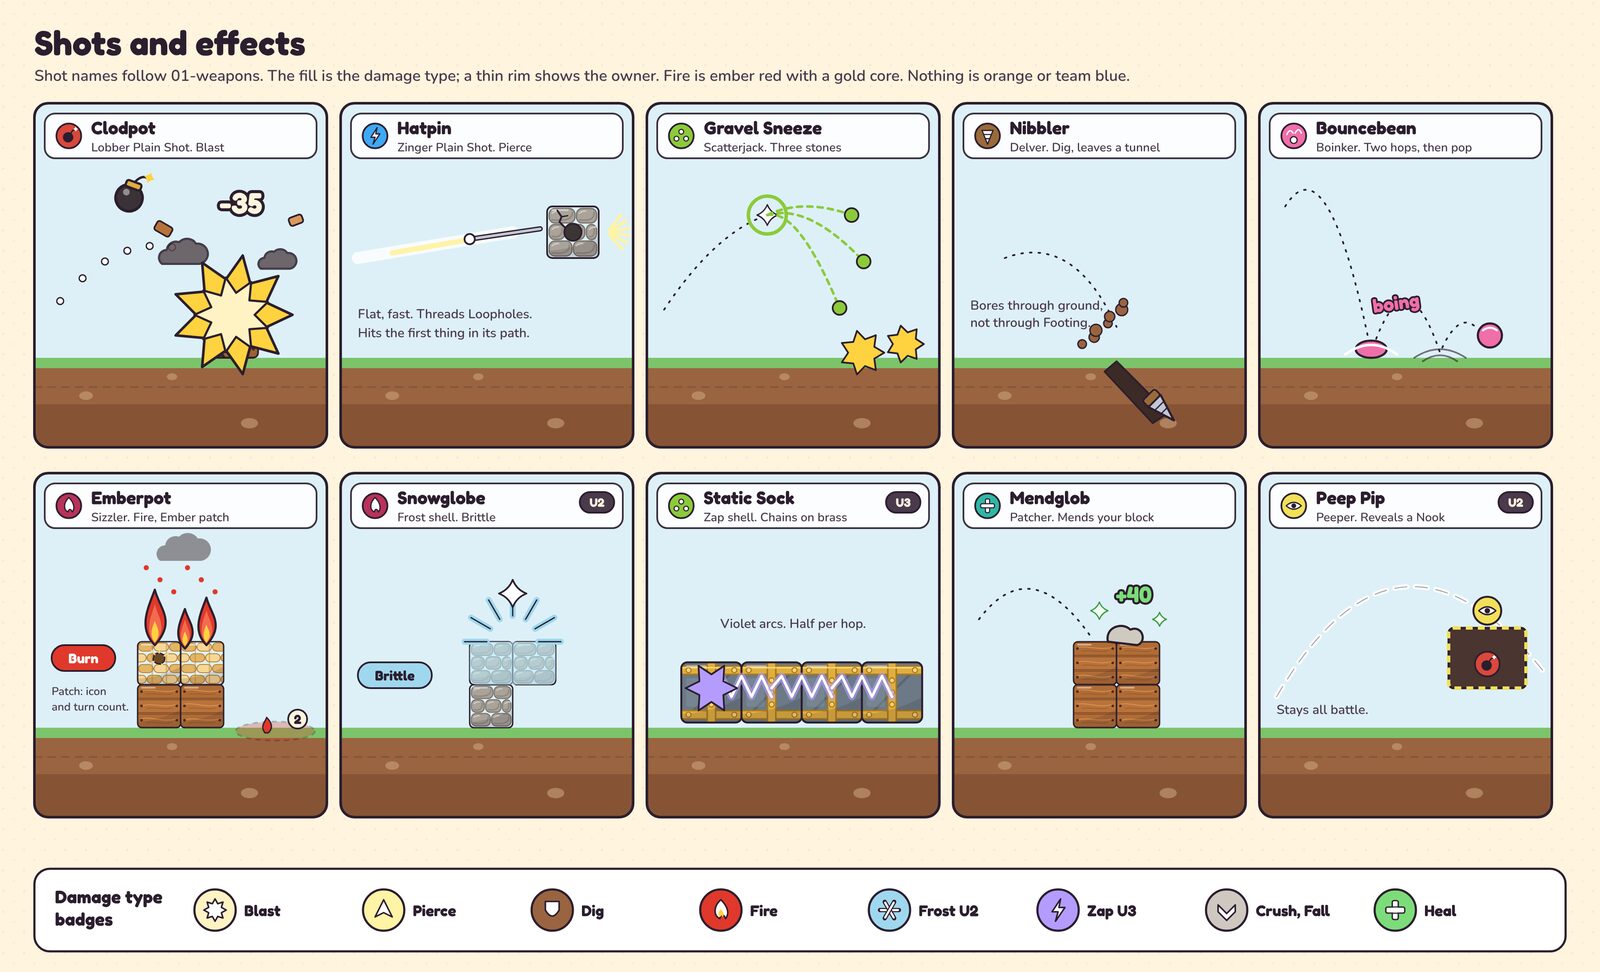 Shots and effects
Shot names follow 01-weapons. The fill is the damage type; a thin rim shows the owner. Fire is ember red with a gold core. Nothing is orange or team blue.
Clodpot
Lobber Plain Shot. Blast
-35
Hatpin
Zinger Plain Shot. Pierce
Flat, fast. Threads Loopholes.
Hits the first thing in its path.
Gravel Sneeze
Scatterjack. Three stones
Nibbler
Delver. Dig, leaves a tunnel
Bores through ground,
not through Footing.
Bouncebean
Boinker. Two hops, then pop
boing
Emberpot
Sizzler. Fire, Ember patch
Burn
Patch: icon
and turn count.
2
Snowglobe
Frost shell. Brittle
U2
Brittle
Static Sock
Zap shell. Chains on brass
U3
Violet arcs. Half per hop.
Mendglob
Patcher. Mends your block
+40
Peep Pip
Peeper. Reveals a Nook
U2
Stays all battle.
Damage type
badges
Blast
Pierce
Dig
Fire
Frost U2
Zap U3
Crush, Fall
Heal